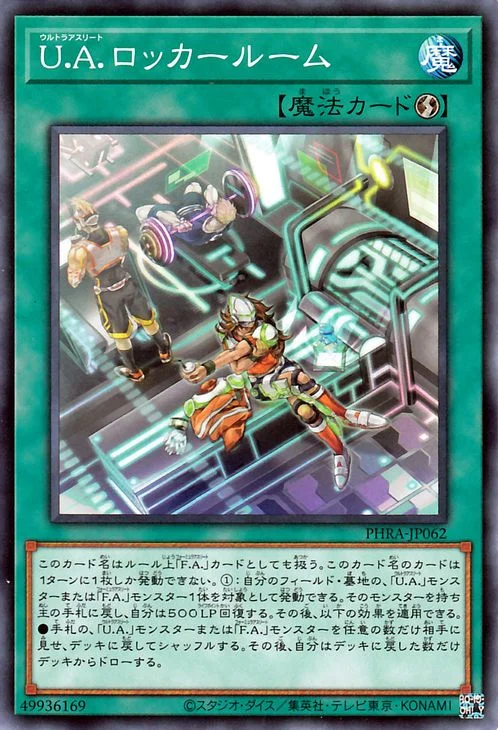 ウルトラアスリート
U.A.ロッカールーム
魔
まほう
【魔法カード】
PHRA-JP062
このカード名はルール上「F.A.」カードとしても扱う。このカード名のカードは
1ターンに1枚しか発動できない。①:自分のフィールド・墓地の、「U.A.」モンス
ターまたは「F.A.」モンスター1体を対象として発動できる。そのモンスターを持ち
主の手札に戻し、自分は500LP回復する。その後、以下の効果を適用できる。
●手札の、「U.A.」モンスターまたは「F.A.」モンスターを任意の数だけ相手に
見せ、デッキに戻してシャッフルする。その後、自分はデッキに戻した数だけ
デッキからドローする。
49936169
©スタジオ・ダイス/集英社・テレビ東京・KONAMI